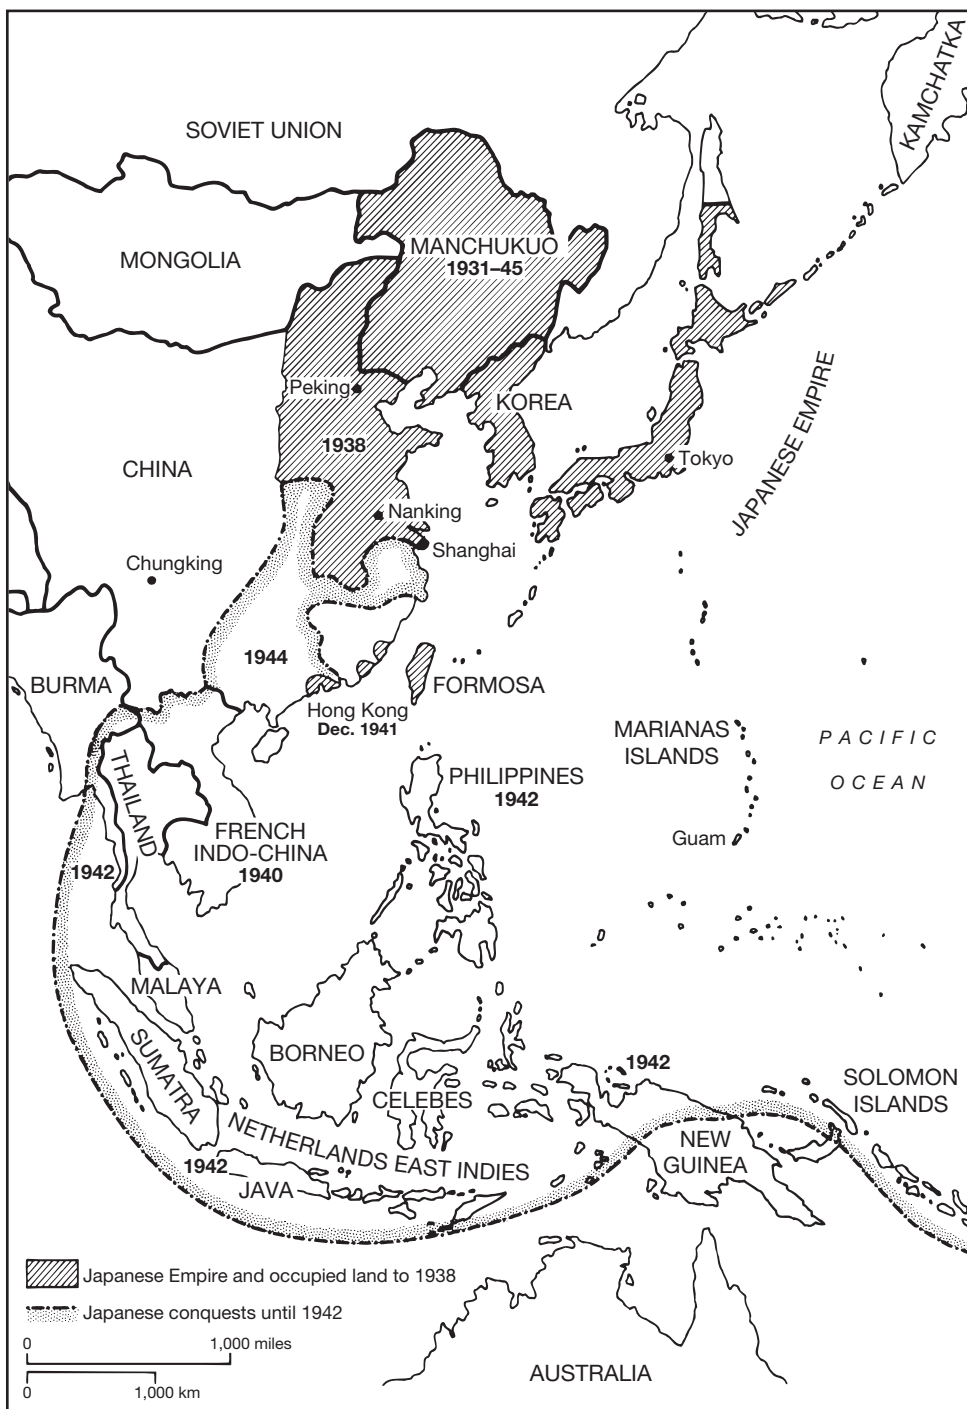 KAMCHATKA
SOVIET UNION
MONGOLIA
MANCHUKUO
1931–45
Peking
KOREA
1938
CHINA
Tokyo
JAPANESE EMPIRE
Nanking
Shanghai
Chungking
1944
BURMA
FORMOSA
Hong Kong
Dec. 1941
MARIANAS
ISLANDS
PACIFIC
OCEAN
THAILAND
PHILIPPINES
1942
FRENCH
INDO-CHINA
1940
Guam
1942
MALAYA
SUMATRA
BORNEO
CELEBES
1942
SOLOMON
ISLANDS
NETHERLANDS EAST INDIES
NEW
GUINEA
1942
JAVA
Japanese Empire and occupied land to 1938
Japanese conquests until 1942
0 1,000 miles
0 1,000 km
AUSTRALIA